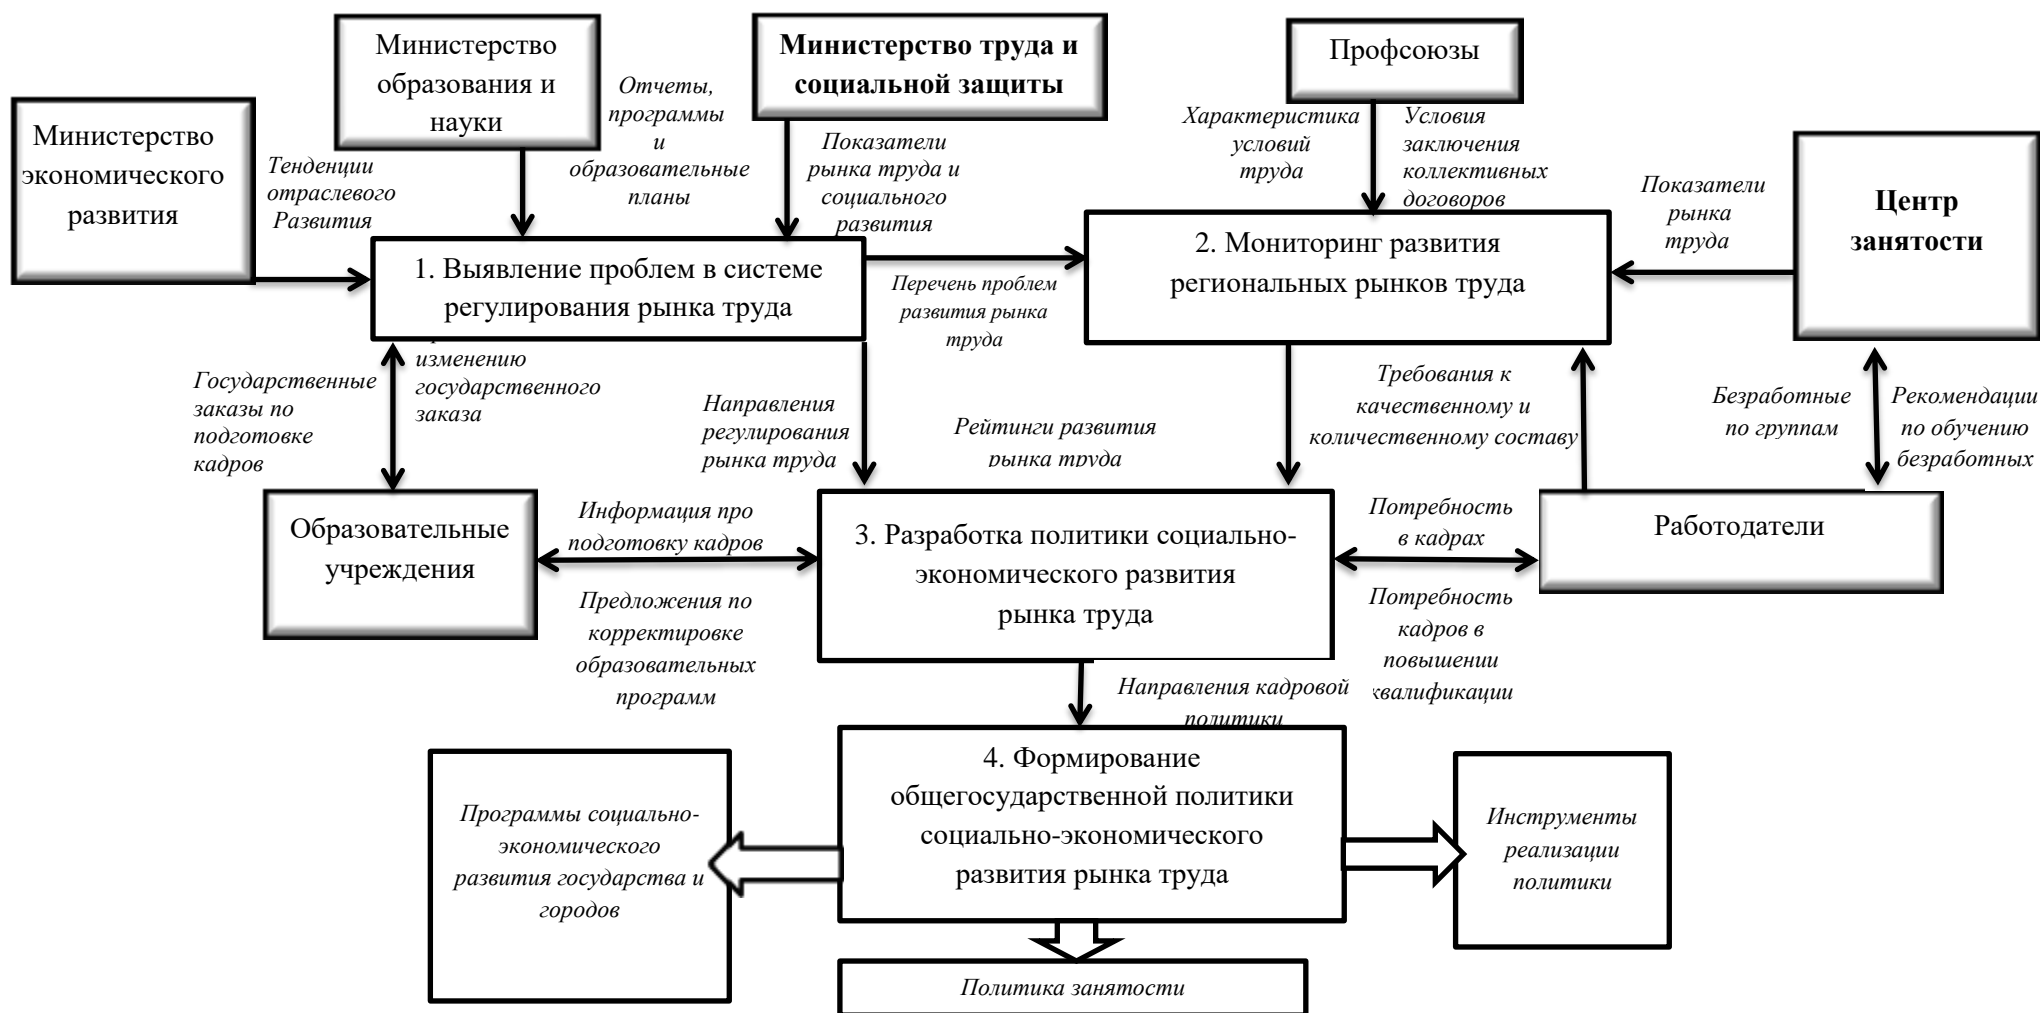 Министерство
образования и
науки
Министерство труда и
социальной защиты
Профсоюзы
Министерство
экономического
развития
Тенденции
отраслевого
Развития
Отчеты,
программы
и
образовательные
планы
Показатели
рынка труда и
социального
развития
Характеристика
условий
труда
Условия
заключения
коллективных
договоров
Показатели
рынка
труда
Центр
занятости
1. Выявление проблем в системе
регулирования рынка труда
Перечень проблем
развития рынка
труда
2. Мониторинг развития
региональных рынков труда
Государственные
заказы по
подготовке
кадров
изменению
государственного
заказа
Направления
регулирования
рынка труда
Рейтинги развития
рынка труда
Требования к
качественному и
количественному составу
Безработные
по группам
Рекомендации
по обучению
безработных
Образовательные
учреждения
Информация про
подготовку кадров
Предложения по
корректировке
образовательных
программ
3. Разработка политики социально-
экономического развития
рынка труда
Потребность
в кадрах
Потребность
кадров в
повышении
квалификации
Работодатели
Направления кадровой
политики
4. Формирование
общегосударственной политики
социально-экономического
развития рынка труда
Программы социально-
экономического
развития государства и
городов
Инструменты
реализации
политики
Политика занятости